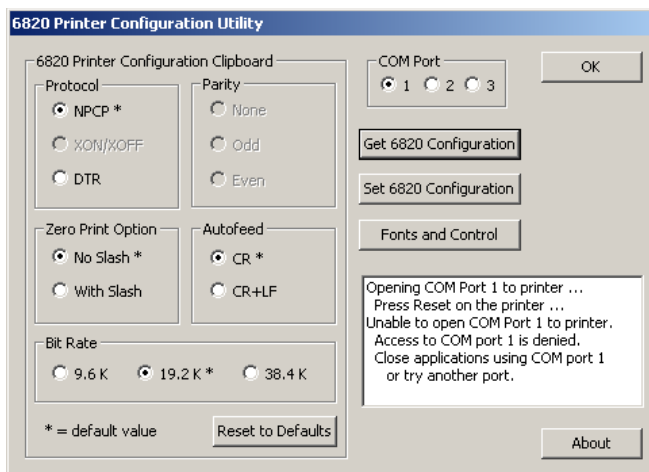 6820 Printer Configuration Utility
6820 Printer Configuration Clipboard
Protocol
NPCP *
XON/XOFF
DTR
Parity
None
Odd
Even
Zero Print Option
No Slash *
With Slash
Autofeed
CR *
CR+LF
Bit Rate
9.6 K 19.2 K * 38.4 K
* = default value
Reset to Defaults
COM Port
1 2 3
OK
Get 6820 Configuration
Set 6820 Configuration
Fonts and Control
Opening COM Port 1 to printer ...
Press Reset on the printer ...
Unable to open COM Port 1 to printer.
Access to COM port 1 is denied.
Close applications using COM port 1
or try another port.
About